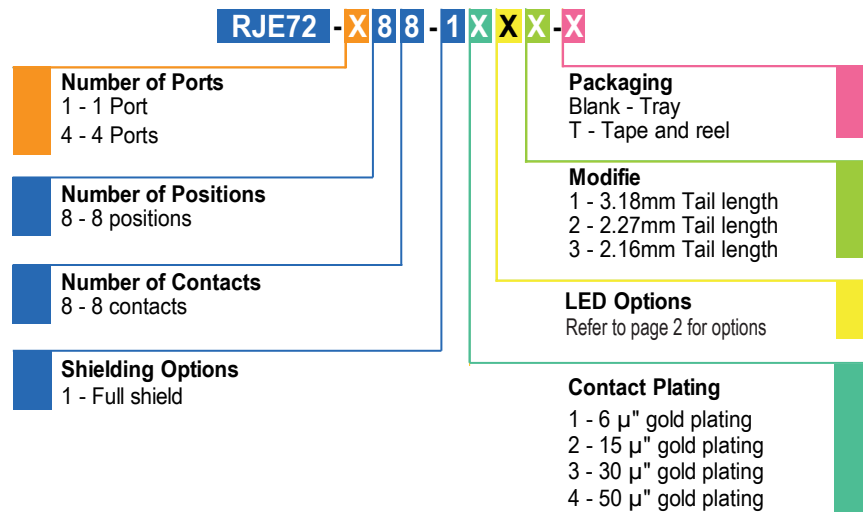 RJE72 - X 8 8 - 1 X X X - X
Number of Ports
1 - 1 Port
4 - 4 Ports
Number of Positions
8 - 8 positions
Number of Contacts
8 - 8 contacts
Shielding Options
1 - Full shield
Packaging
Blank - Tray
T - Tape and reel
Modifie
1 - 3.18mm Tail length
2 - 2.27mm Tail length
3 - 2.16mm Tail length
LED Options
Refer to page 2 for options
Contact Plating
1 - 6 µ" gold plating
2 - 15 µ" gold plating
3 - 30 µ" gold plating
4 - 50 µ" gold plating